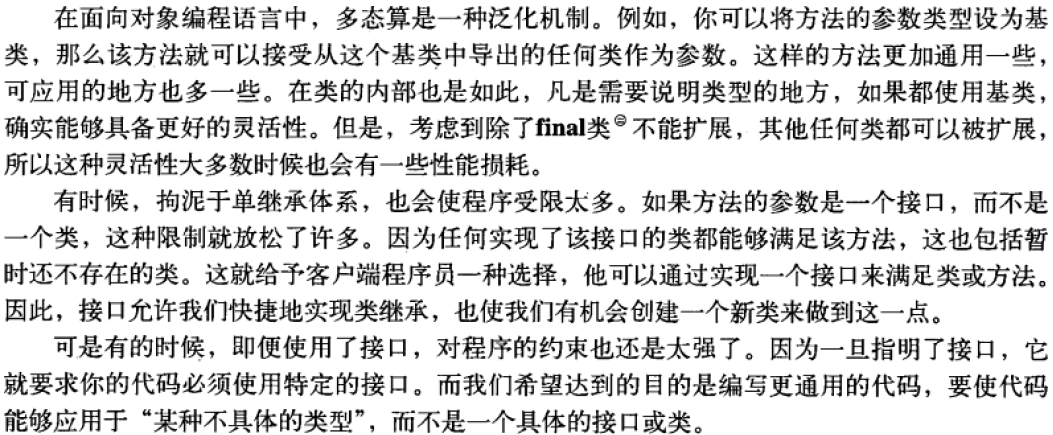 在面向对象编程语言中，多态算是一种泛化机制。例如，你可以将方法的参数类型设为基
类，那么该方法就可以接受从这个基类中导出的任何类作为参数。这样的方法更加通用一些，
可应用的地方也多一些。在类的内部也是如此，凡是需要说明类型的地方，如果都使用基类，
确实能够具备更好的灵活性。但是，考虑到除了final类㊀不能扩展，其他任何类都可以被扩展，
所以这种灵活性大多数时候也会有一些性能损耗。
有时候，拘泥于单继承体系，也会使程序受限太多。如果方法的参数是一个接口，而不是
一个类，这种限制就放松了许多。因为任何实现了该接口的类都能够满足该方法，这也包括暂
时还不存在的类。这就给予客户端程序员一种选择，他可以通过实现一个接口来满足类或方法。
因此，接口允许我们快捷地实现类继承，也使我们有机会创建一个新类来做到这一点。
可是有的时候，即便使用了接口，对程序的约束也还是太强了。因为一旦指明了接口，它
就要求你的代码必须使用特定的接口。而我们希望达到的目的是编写更通用的代码，要使代码
能够应用于“某种不具体的类型”，而不是一个具体的接口或类。